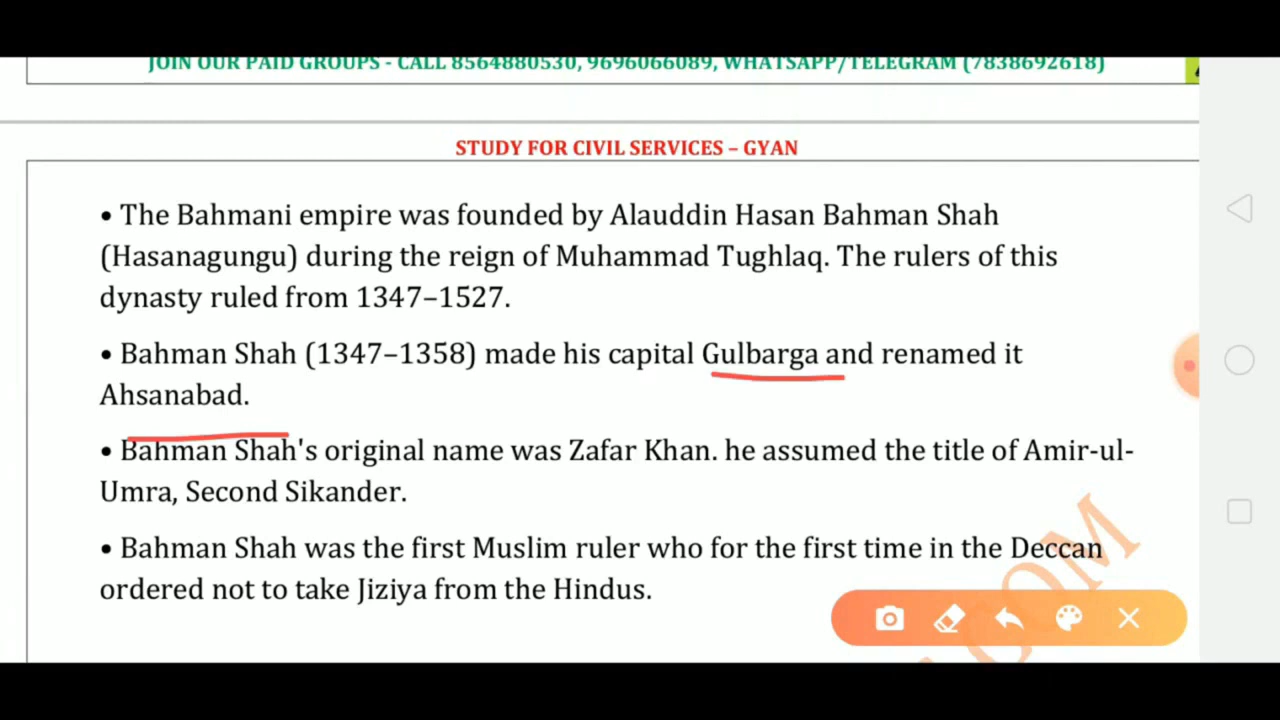 JOIN OUR PAID GROUPS - CALL 8564880530, 9696066089, WHATSAPP/TELEGRAM (7838692618)
STUDY FOR CIVIL SERVICES – GYAN
• The Bahmani empire was founded by Alauddin Hasan Bahman Shah
(Hasanagungu) during the reign of Muhammad Tughlaq. The rulers of this
dynasty ruled from 1347–1527.
• Bahman Shah (1347–1358) made his capital Gulbarga and renamed it
Ahsanabad.
• Bahman Shah's original name was Zafar Khan. he assumed the title of Amir-ul-
Umra, Second Sikander.
• Bahman Shah was the first Muslim ruler who for the first time in the Deccan
ordered not to take Jiziya from the Hindus.
.COM